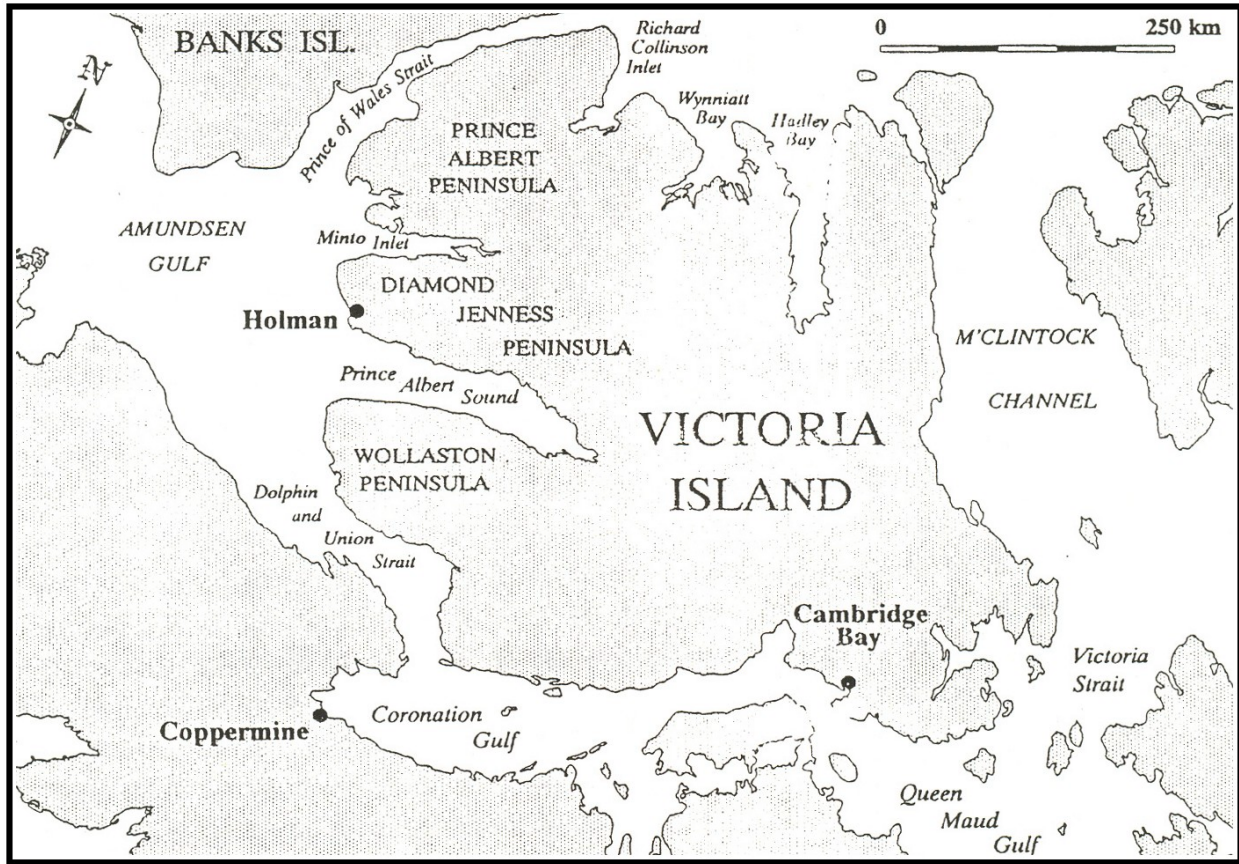 BANKS ISL.
Richard
Collinson
Inlet
0 250 km
N
Prince of Wales Strait
Wynniatt
Bay
Hadley
Bay
PRINCE
ALBERT
PENINSULA
AMUNDSEN
GULF
Minto Inlet
DIAMOND
JENNESS
PENINSULA
Holman
M'CLINTOCK
CHANNEL
Prince Albert Sound
VICTORIA
ISLAND
WOLLASTON
PENINSULA
Dolphin
and
Union
Strait
Cambridge
Bay
Victoria
Strait
Coppermine
Coronation
Gulf
Queen
Maud
Gulf